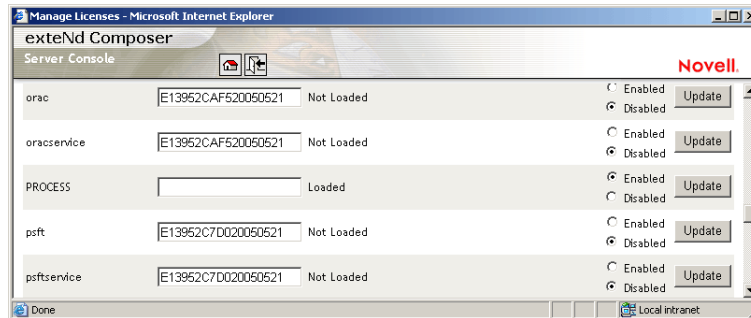 Manage Licenses - Microsoft Internet Explorer
exteNd Composer
Server Console
Novell.
orac E13952CAF520050521 Not Loaded Enabled Disabled Update
oracservice E13952CAF520050521 Not Loaded Enabled Disabled Update
PROCESS Loaded Enabled Disabled Update
psft E13952C7D020050521 Not Loaded Enabled Disabled Update
psftservice E13952C7D020050521 Not Loaded Enabled Disabled Update
Done Local intranet